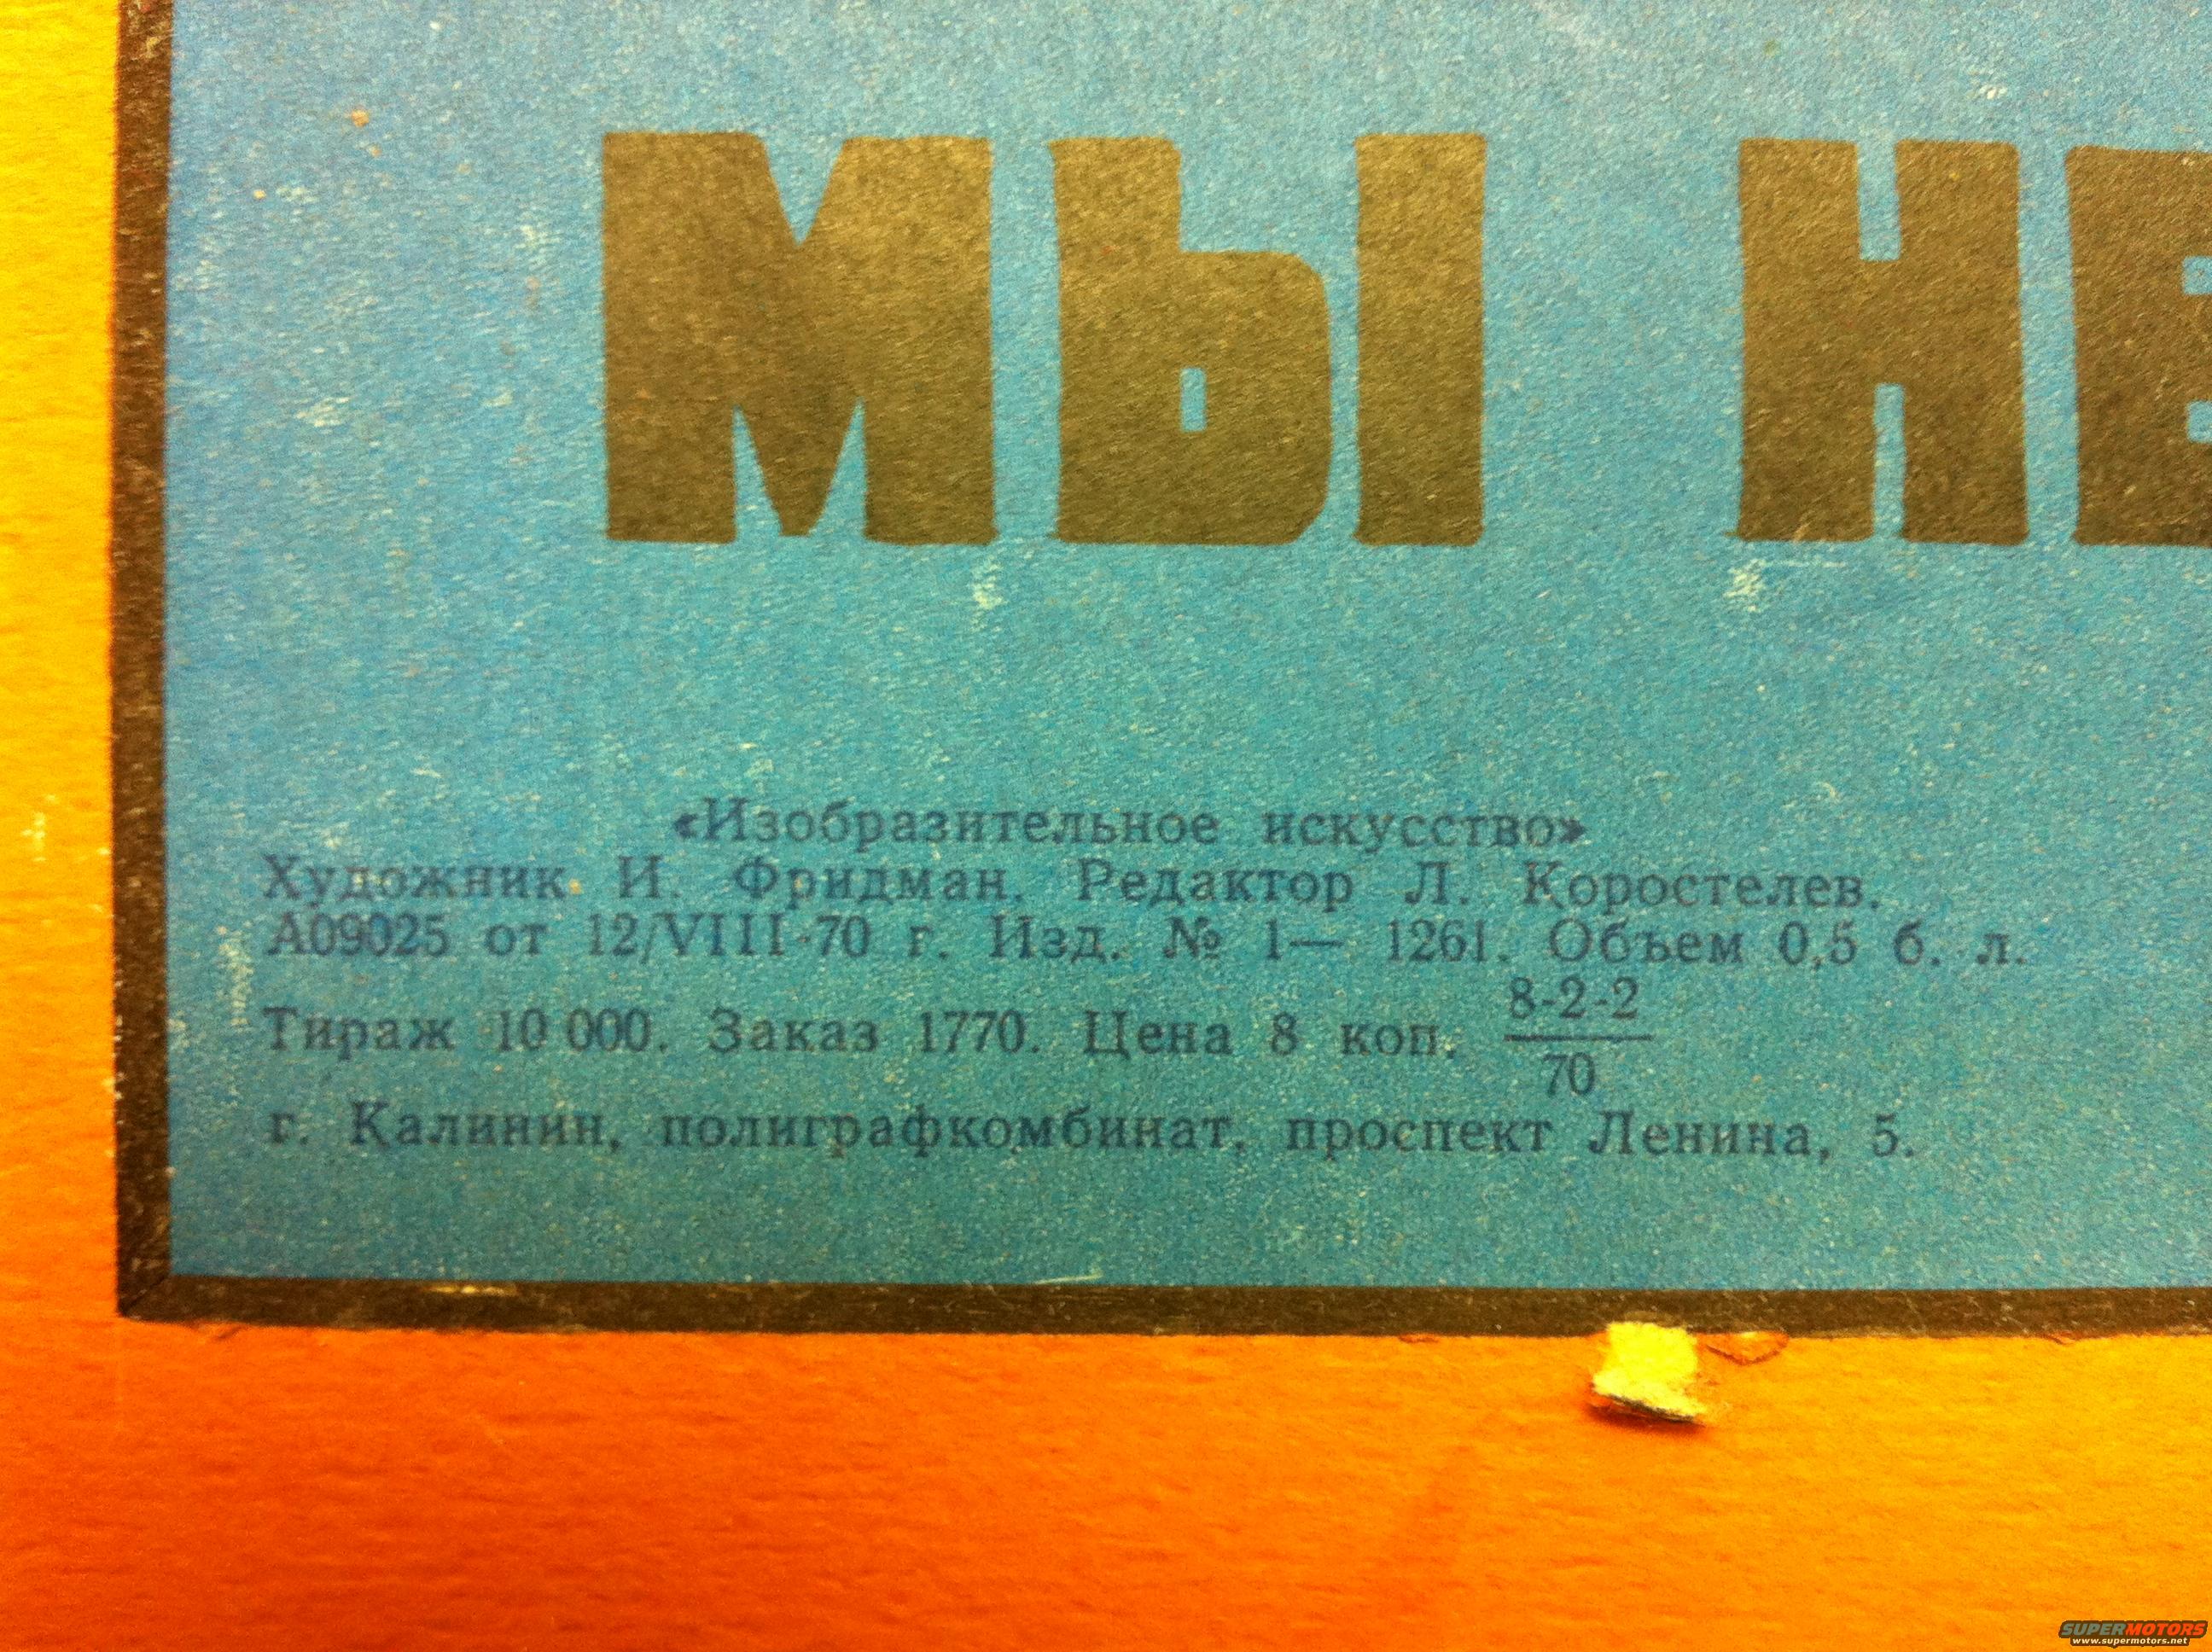 МЫ НЕ
«Изобразительное искусство»
Художник И. Фридман. Редактор Л. Коростелев.
А09025 от 12/VIII-70 г. Изд. № 1— 1261. Объем 0,5 б. л.
Тираж 10 000. Заказ 1770. Цена 8 коп. 8-2-2
70
г. Калинин, полиграфкомбинат, проспект Ленина, 5.
SUPERMOTORS
www.supermotors.net